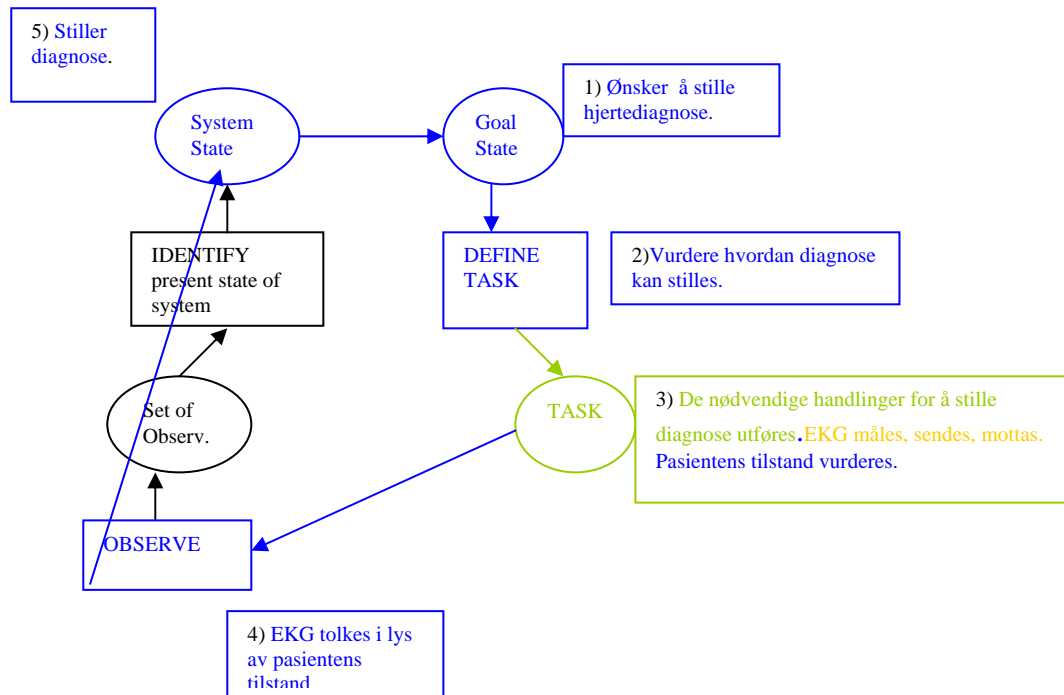 5) Stiller
diagnose.
System
State
Goal
State
1) Ønsker å stille
hjertediagnose.
IDENTIFY
present state of
system
DEFINE
TASK
2)Vurdere hvordan diagnose
kan stilles.
Set of
Observ.
TASK
3) De nødvendige handlinger for å stille
diagnose utføres.EKG måles, sendes, mottas.
Pasientens tilstand vurderes.
OBSERVE
4) EKG tolkes i lys
av pasientens
tilstand